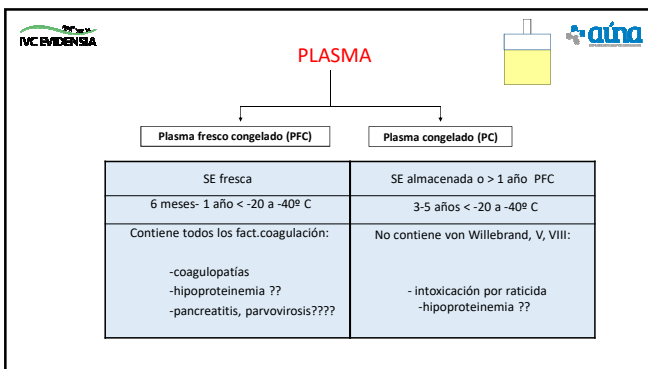 IVC EVIDENSIA
aúna
PLASMA
Plasma fresco congelado (PFC)
Plasma congelado (PC)
SE fresca
SE almacenada o > 1 año PFC
6 meses- 1 año < -20 a -40º C
3-5 años < -20 a -40º C
Contiene todos los fact.coagulación:
-coagulopatías
-hipoproteinemia ??
-pancreatitis, parvovirosis????
No contiene von Willebrand, V, VIII:
- intoxicación por raticida
-hipoproteinemia ??